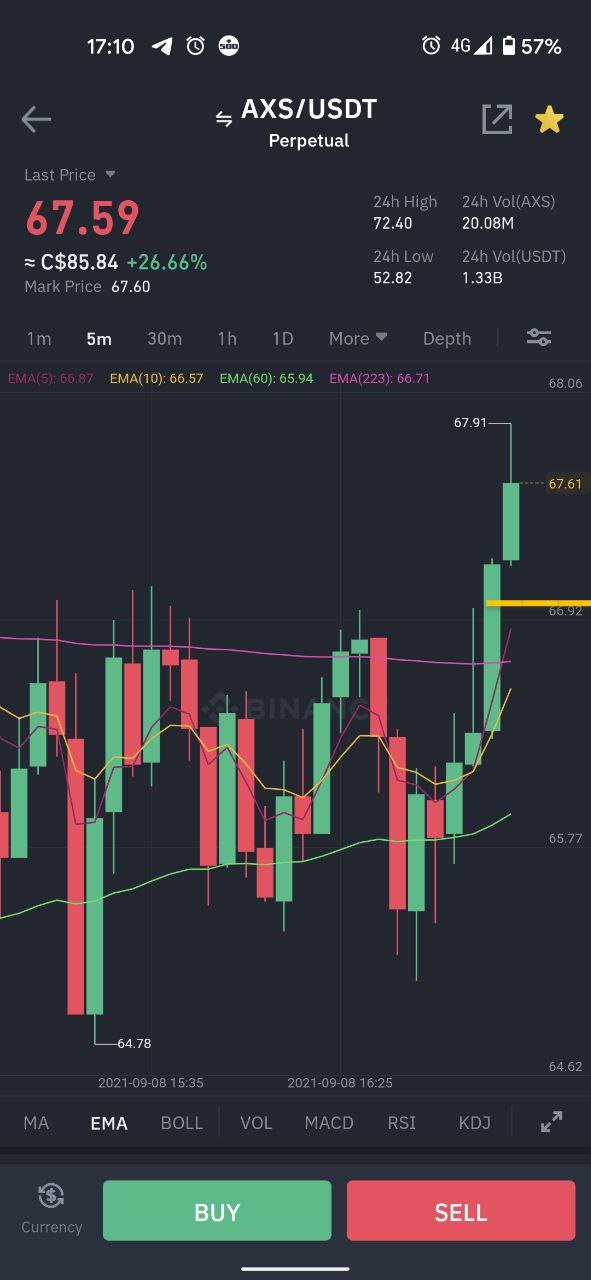 17:10
500
4G
57%
AXS/USDT
Perpetual
Last Price
67.59
≈ C$85.84 +26.66%
Mark Price 67.60
24h High
72.40
24h Vol(AXS)
20.08M
24h Low
52.82
24h Vol(USDT)
1.33B
1m 5m 30m 1h 1D More Depth
EMA(5): 66.87 EMA(10): 66.57 EMA(60): 65.94 EMA(223): 66.71
68.06
67.91
67.61
66.92
BINANCE
65.77
64.78
64.62
2021-09-08 15:35 2021-09-08 16:25
MA EMA BOLL VOL MACD RSI KDJ
Currency
BUY
SELL